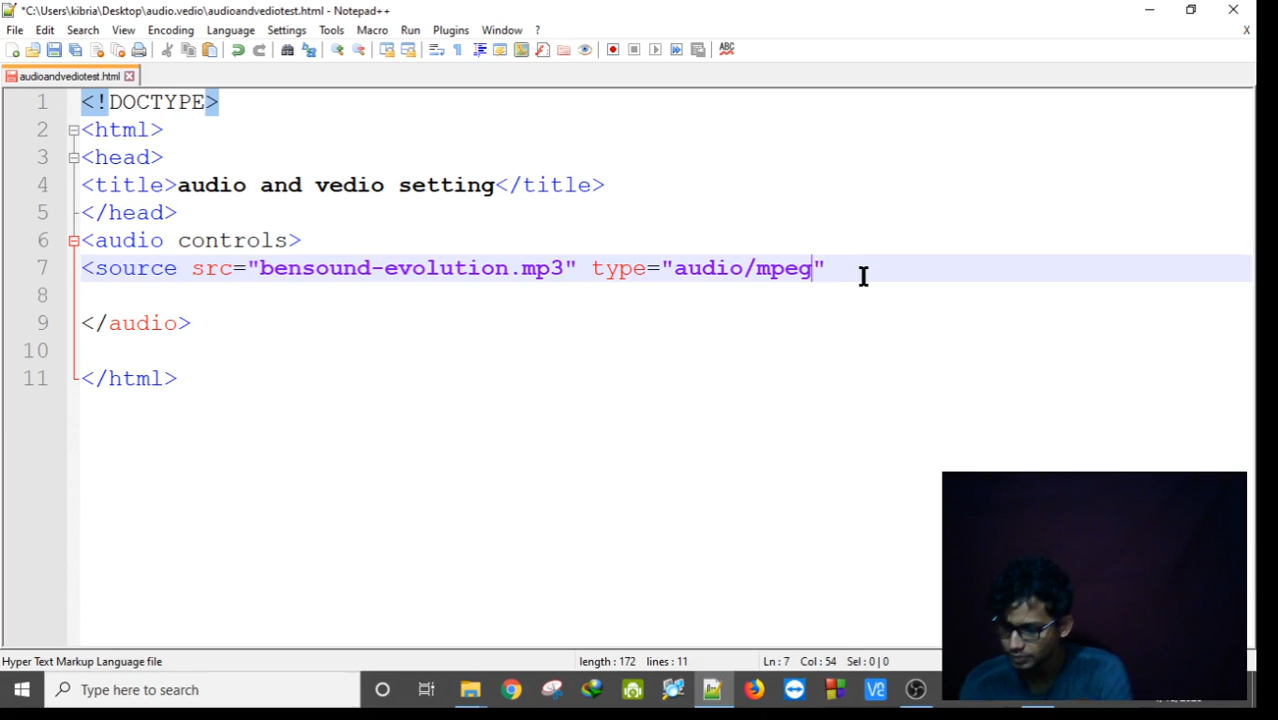 *C:\Users\kibria\Desktop\audio.vedio\audioandvediotest.html - Notepad++
File Edit Search View Encoding Language Settings Tools Macro Run Plugins Window ? X
audioandvediotest.html
1 <!DOCTYPE>
2 <html>
3 <head>
4 <title>audio and vedio setting</title>
5 </head>
6 <audio controls>
7 <source src="bensound-evolution.mp3" type="audio/mpeg"
8
9 </audio>
10
11 </html>
Hyper Text Markup Language file length : 172 lines : 11 Ln : 7 Col : 54 Sel : 0 | 0
Type here to search